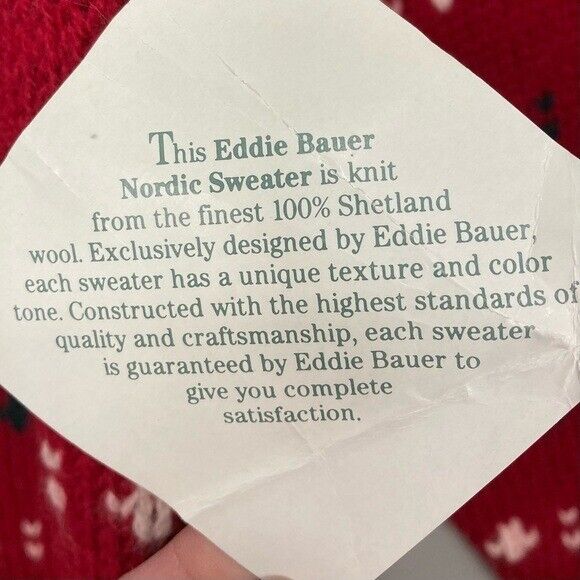 This Eddie Bauer
Nordic Sweater is knit
from the finest 100% Shetland
wool. Exclusively designed by Eddie Bauer,
each sweater has a unique texture and color
tone. Constructed with the highest standards of
quality and craftsmanship, each sweater
is guaranteed by Eddie Bauer to
give you complete
satisfaction.